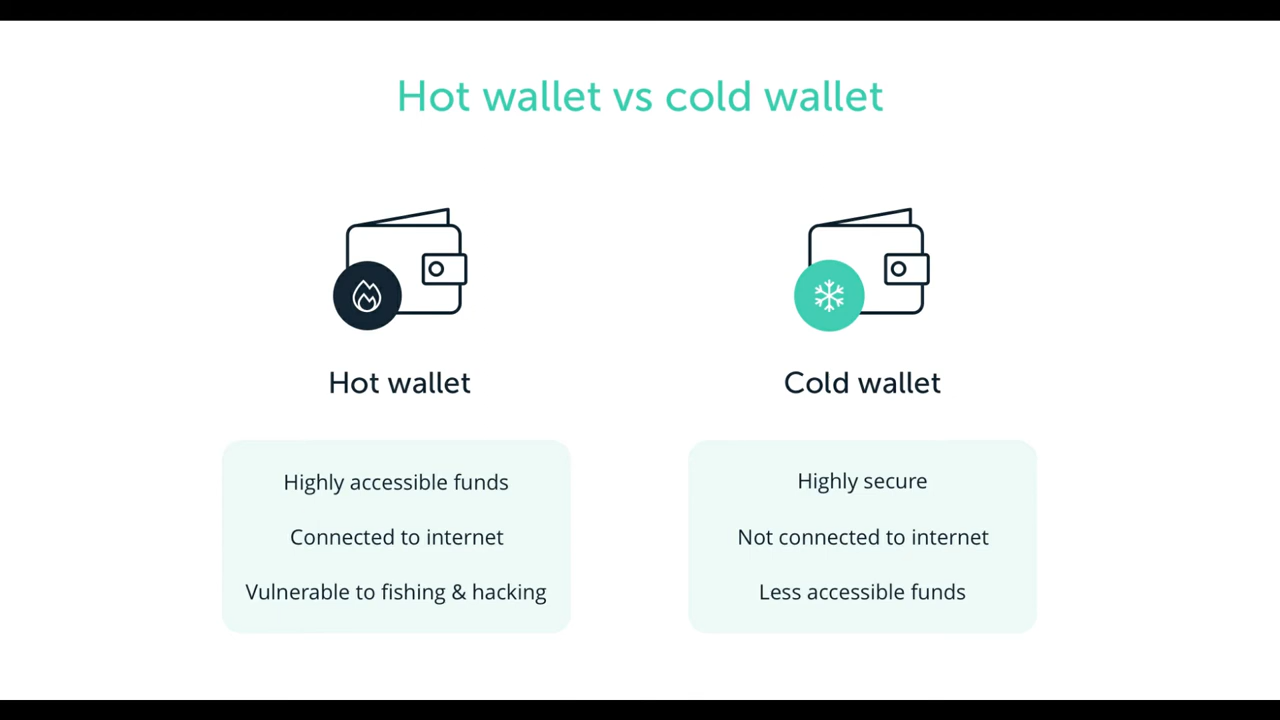 Hot wallet vs cold wallet
Hot wallet
Highly accessible funds
Connected to internet
Vulnerable to fishing & hacking
Cold wallet
Highly secure
Not connected to internet
Less accessible funds